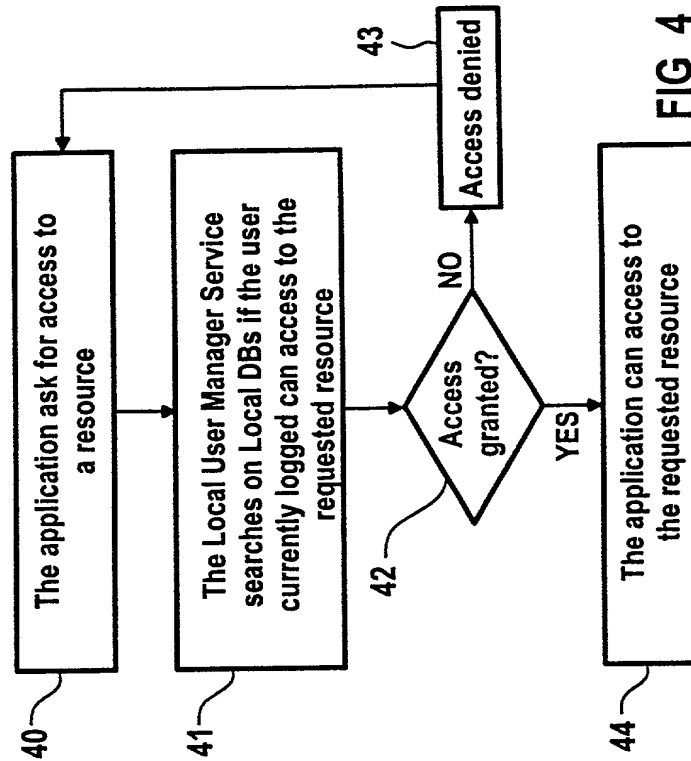 40
The application ask for access to
a resource
41
The Local User Manager Service
searches on Local DBs if the user
currently logged can access to the
requested resource
42
Access
granted?
NO
43
Access denied
YES
44
The application can access to
the requested resource
FIG 4